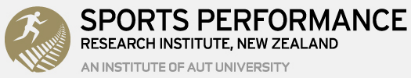 SPORTS PERFORMANCE
RESEARCH INSTITUTE, NEW ZEALAND
AN INSTITUTE OF AUT UNIVERSITY